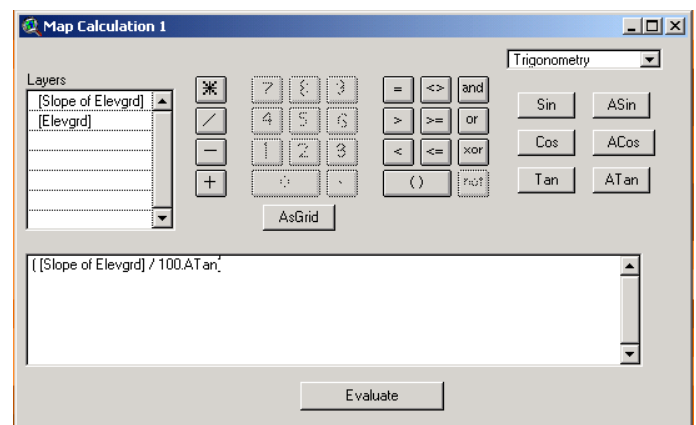 Map Calculation 1
Trigonometry
Layers
[Slope of Elevgrd]
[Elevgrd]
* 7 8 9 = <> and
/ 4 5 6 > >= or
- 1 2 3 < <= xor
+ 0 . ( ) not
AsGrid
Sin ASin
Cos ACos
Tan ATan
( [Slope of Elevgrd] / 100.ATan
Evaluate